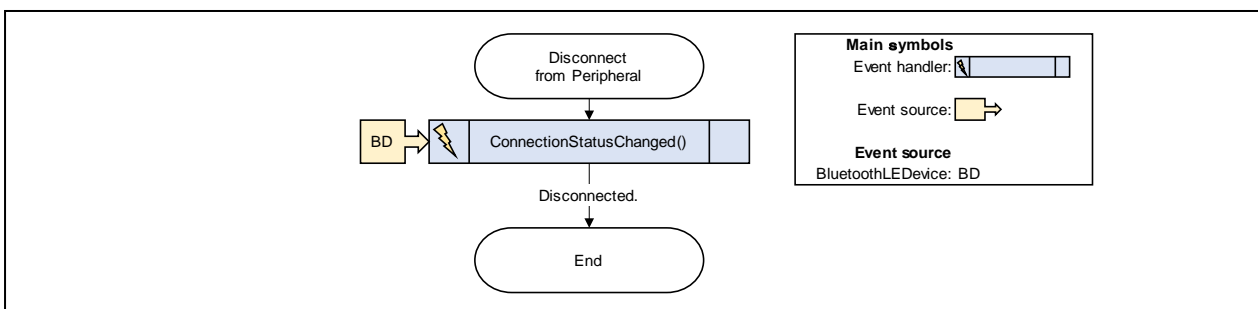 Disconnect
from Peripheral
BD
ConnectionStatusChanged()
Disconnected.
End
Main symbols
Event handler:
Event source:
Event source
BluetoothLEDevice: BD